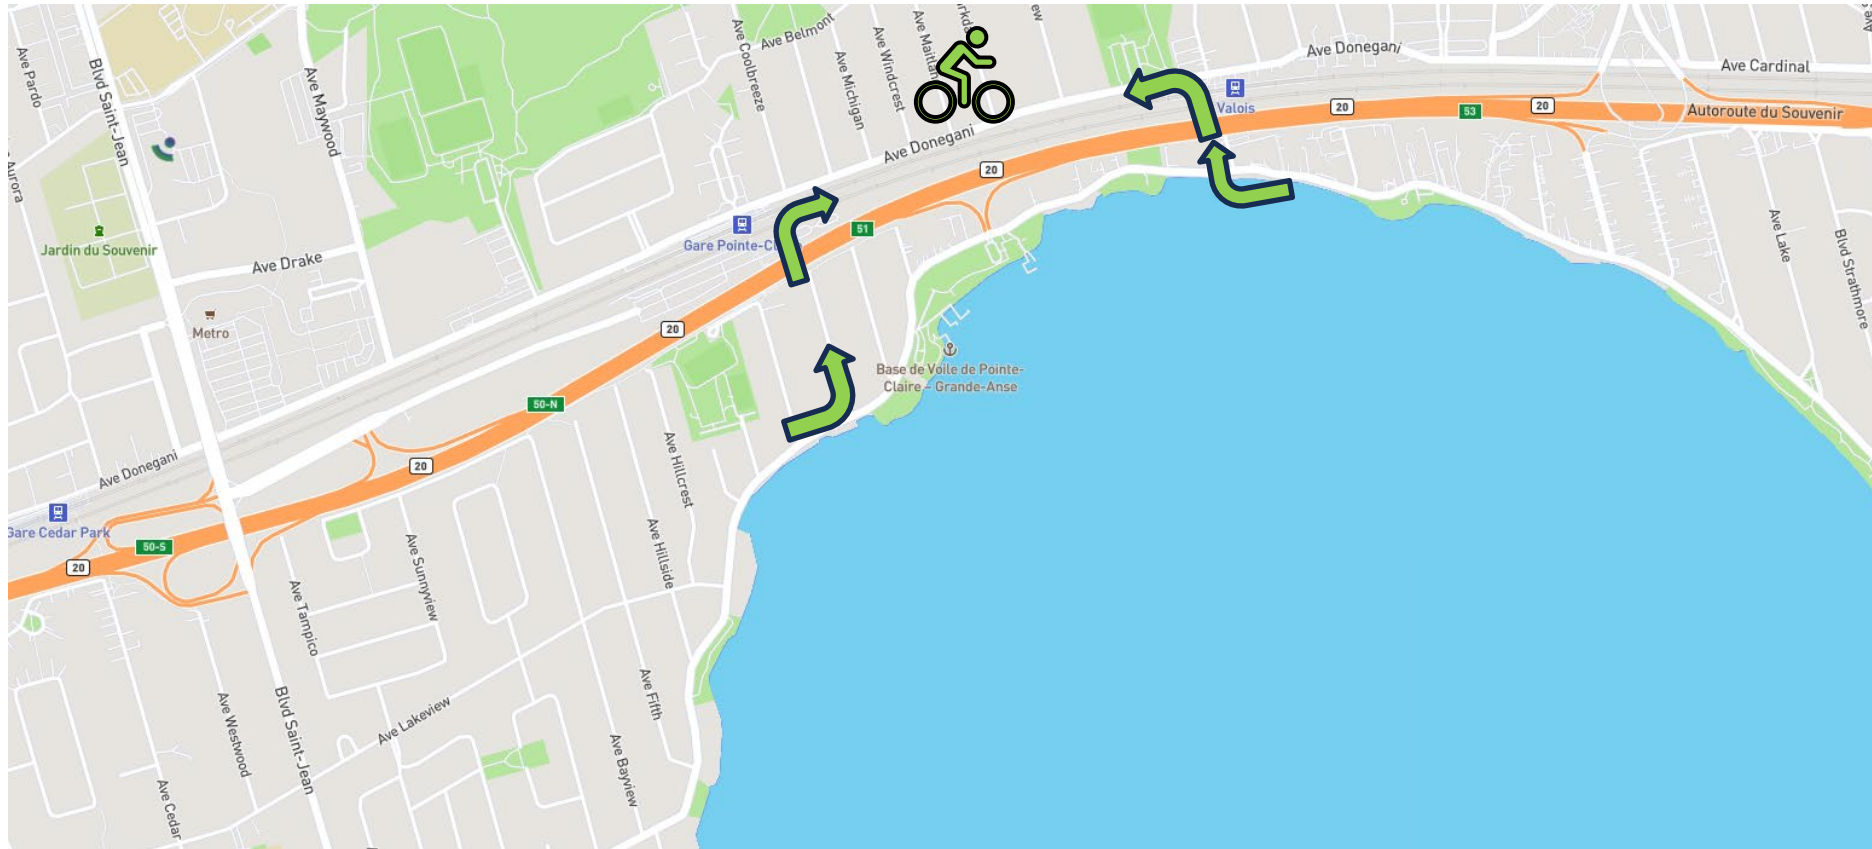 Ave Pardo
Blvd Saint-Jean
Ave Maywood
Ave Coolbreeze
Ave Belmont
Ave Michigan
Ave Windcrest
Ave Donegani
Ave Donegani
Ave Cardinal
Valois
20
53
20
Autoroute du Souvenir
20
Gare Pointe-
51
Jardin du Souvenir
Ave Drake
Metro
20
Base de Voile de Pointe-
Claire – Grande-Anse
Ave Lake
Blvd Strathmore
50-N
20
Ave Donegani
Gare Cedar Park
50-S
20
Ave Hillcrest
Ave Hillside
Ave Sunnyview
Ave Tampico
Ave Fifth
Ave Lakeview
Ave Westwood
Blvd Saint-Jean
Ave Bayview
Ave Cedar